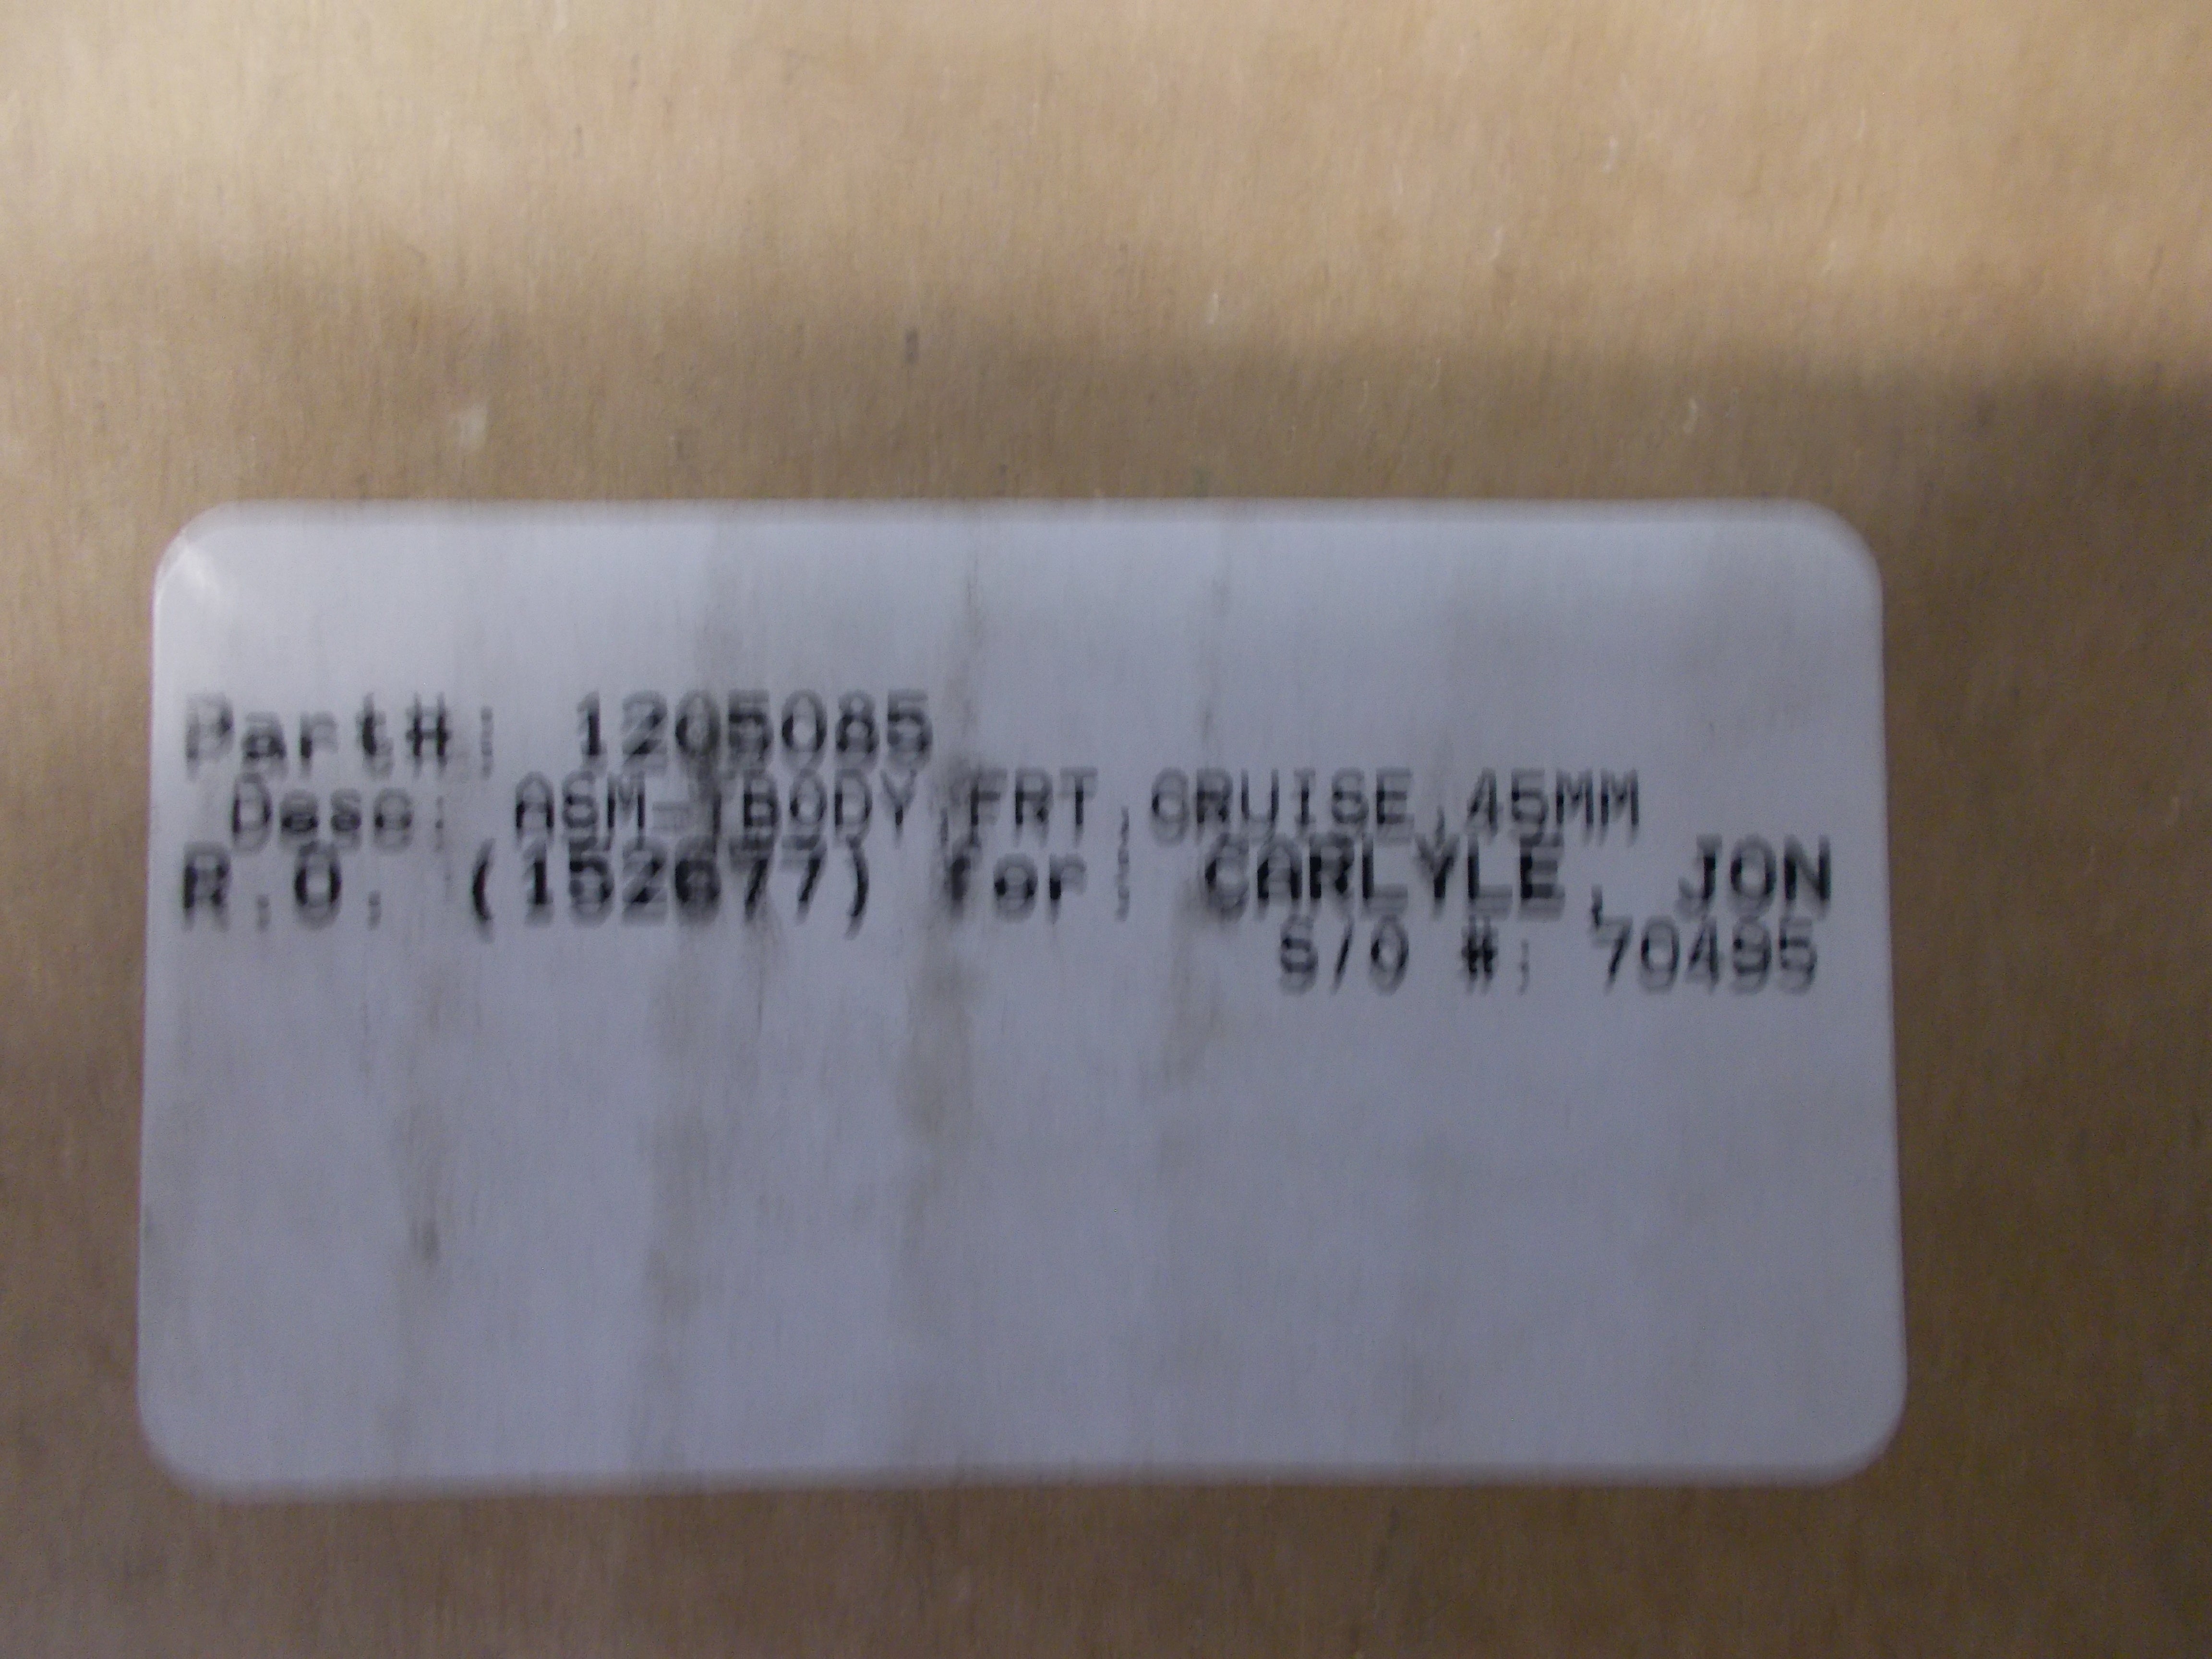 Part#: 1205085
Desc: ASM-TBODY,FRT,CRUISE,45MM
R.O. (152677) for: CARLYLE, JON
S/O #: 70495